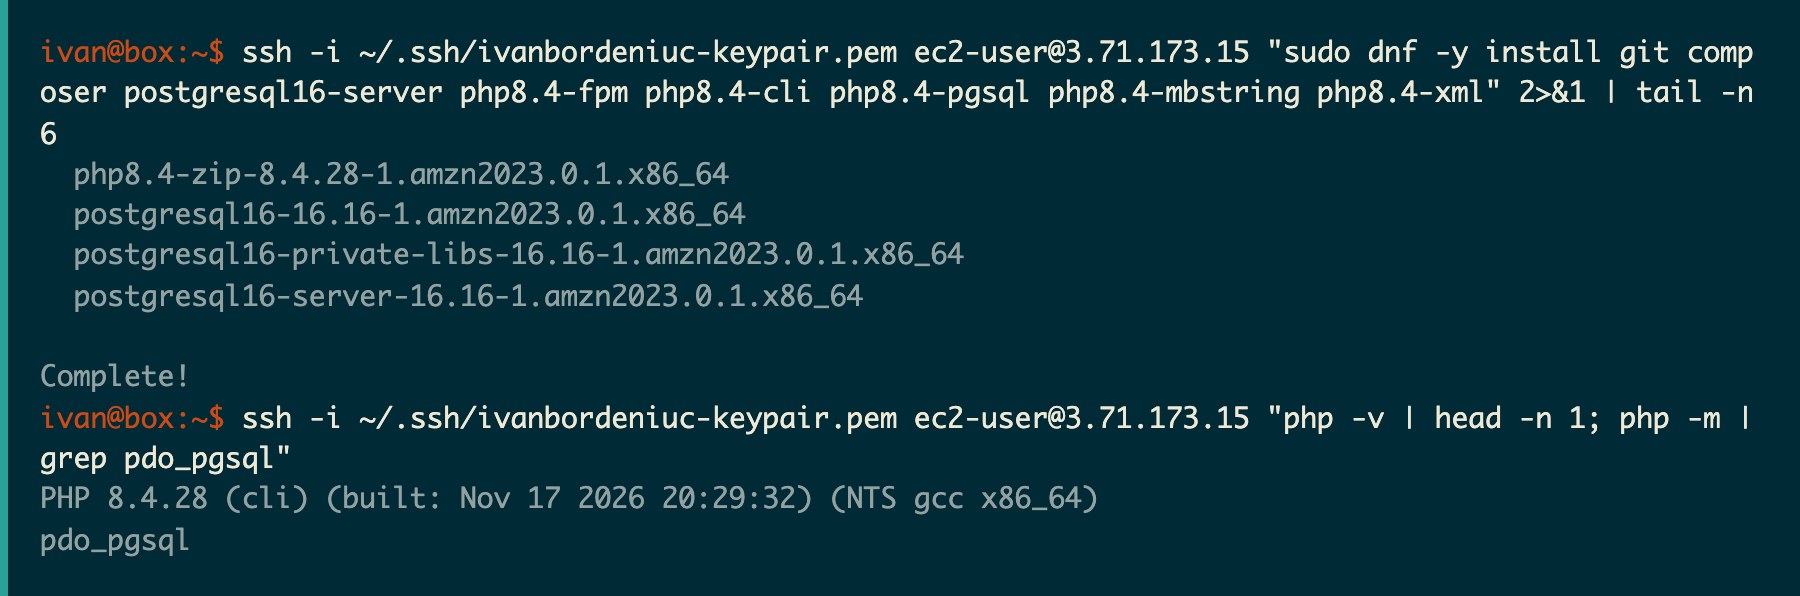 ivan@box:~$ ssh -i ~/.ssh/ivanbordeniuc-keypair.pem ec2-user@3.71.173.15 "sudo dnf -y install git comp
oser postgresql16-server php8.4-fpm php8.4-cli php8.4-pgsql php8.4-mbstring php8.4-xml" 2>&1 | tail -n
6
  php8.4-zip-8.4.28-1.amzn2023.0.1.x86_64
  postgresql16-16.16-1.amzn2023.0.1.x86_64
  postgresql16-private-libs-16.16-1.amzn2023.0.1.x86_64
  postgresql16-server-16.16-1.amzn2023.0.1.x86_64

Complete!
ivan@box:~$ ssh -i ~/.ssh/ivanbordeniuc-keypair.pem ec2-user@3.71.173.15 "php -v | head -n 1; php -m |
grep pdo_pgsql"
PHP 8.4.28 (cli) (built: Nov 17 2026 20:29:32) (NTS gcc x86_64)
pdo_pgsql